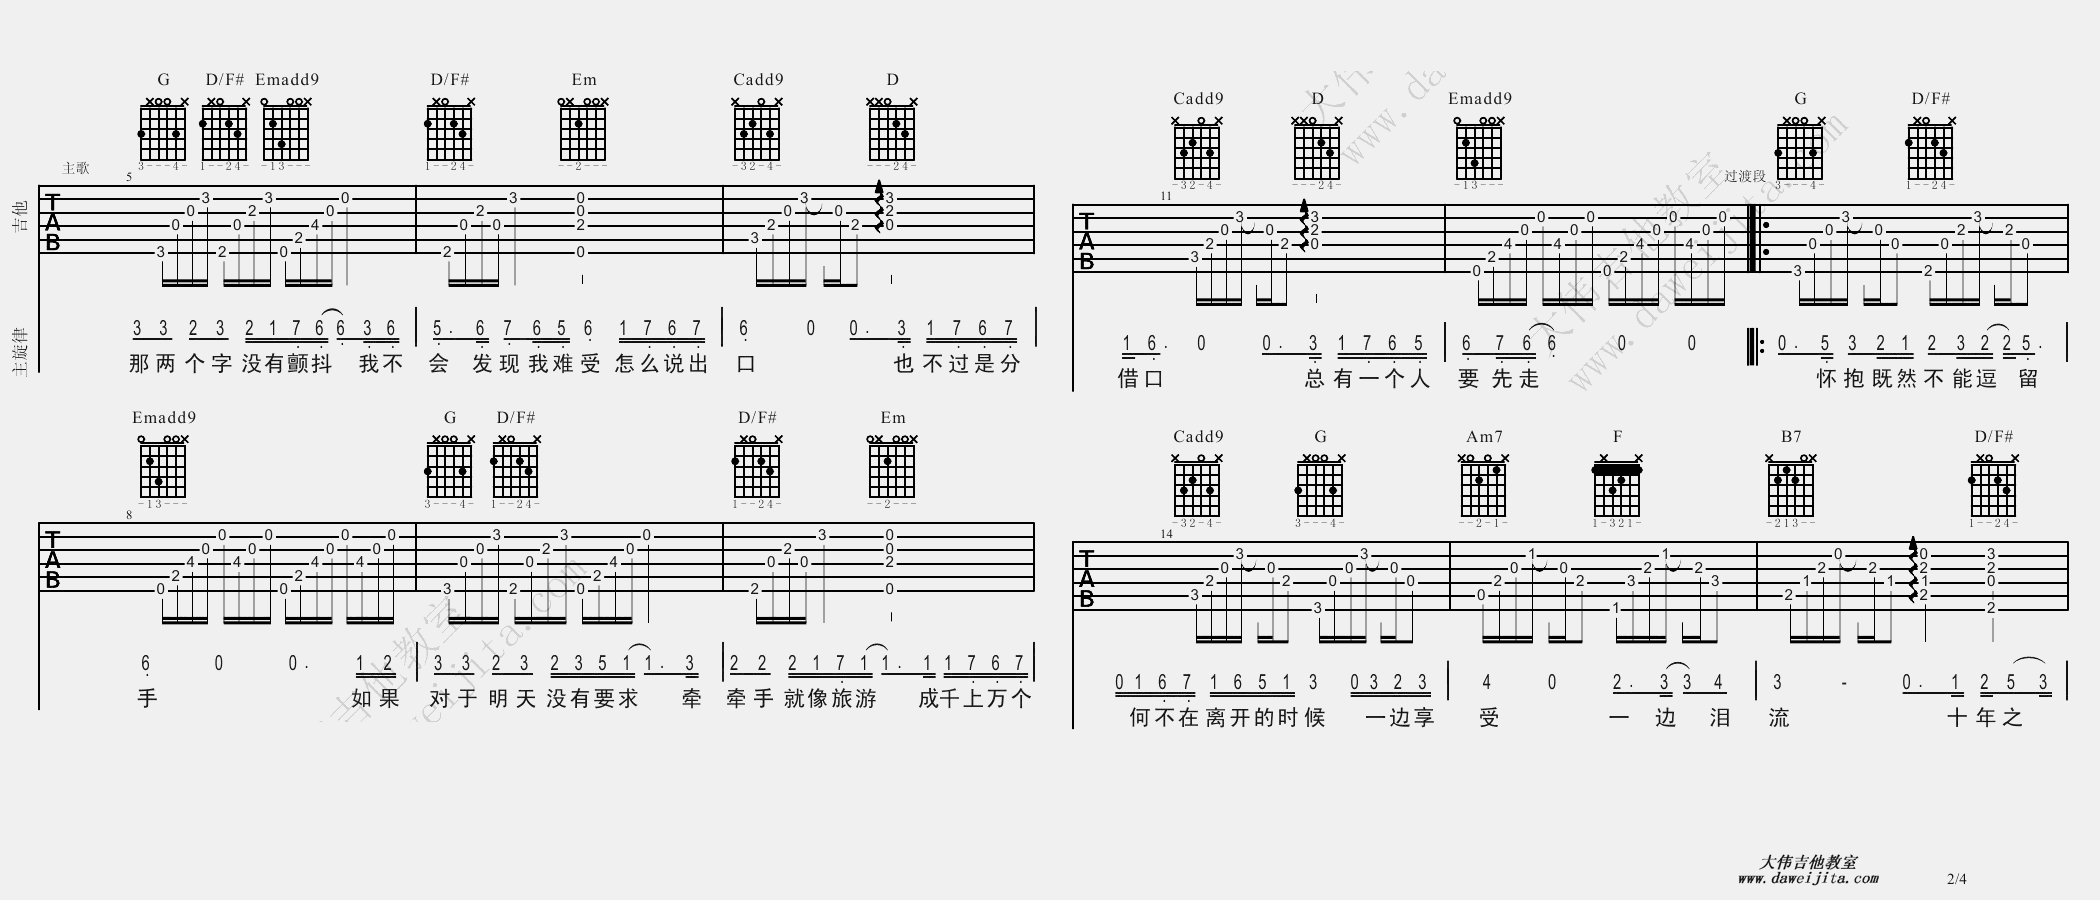 G D/F# Emadd9 D/F# Em Cadd9 D
主歌
5
吉他
主旋律
3 3 2 3 2 1 7 6 6 3 6 5. 6 7 6 5 6 1 7 6 7 6 0 0. 3 1 7 6 7
那两个字没有颤抖 我不会 发现我难受怎么说出口 也不过是分
Emadd9 G D/F# D/F# Em
8
6 0 0. 1 2 3 3 2 3 2 3 5 1 1. 3 2 2 2 1 7 1 1. 1 1 7 6 7
手 如果 对于明天没有要求 牵牵手就像旅游 成千上万个
Cadd9 D Emadd9 G D/F#
过渡段
11
1 6. 0 0. 3 1 7 6 5 6 7 6 6 0 0 0. 5 3 2 1 2 3 2 2 5.
借口 总有一个人要先走 怀抱既然不能逗留
Cadd9 G Am7 F B7 D/F#
14
0 1 6 7 1 6 5 1 3 0 3 2 3 4 0 2. 3 3 4 3 - 0. 1 2 5 3
何不在离开的时候 一边享受 一边泪流 十年之
大伟吉他教室
www.daweijita.com
2/4